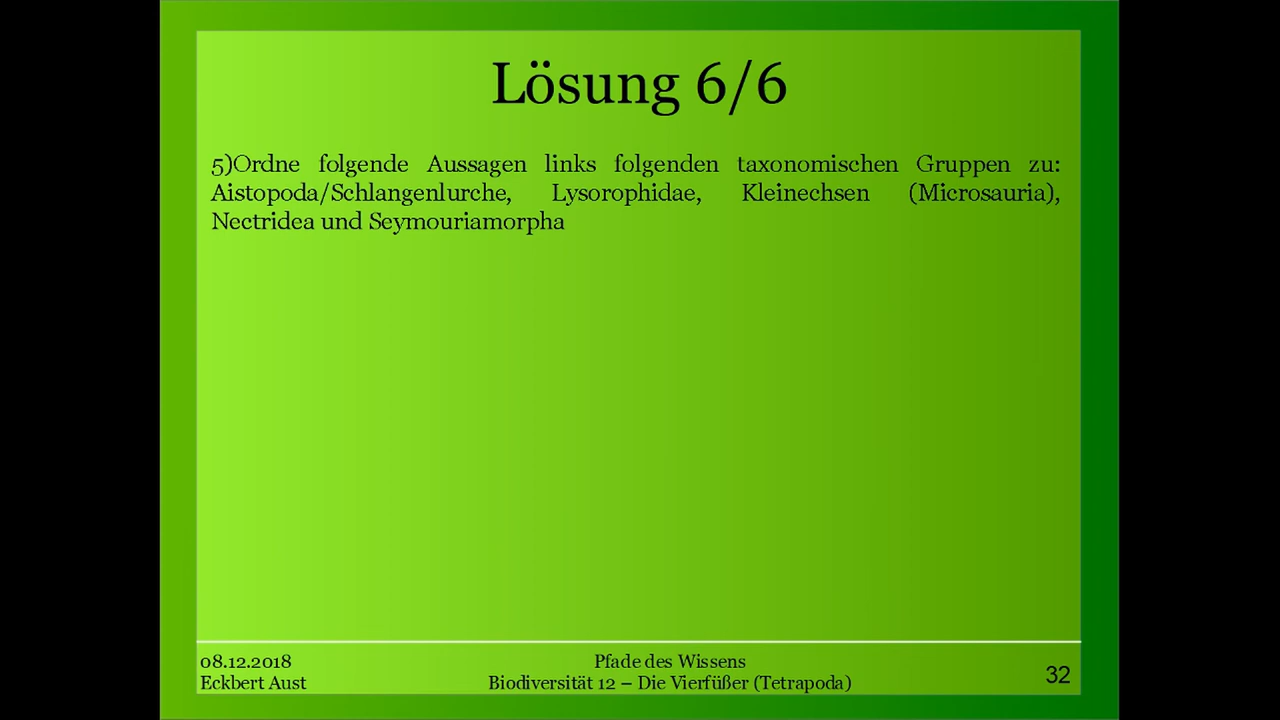 Lösung 6/6
5)Ordne folgende Aussagen links folgenden taxonomischen Gruppen zu:
Aistopoda/Schlangenlurche, Lysorophidae, Kleinechsen (Microsauria),
Nectridea und Seymouriamorpha
08.12.2018
Eckbert Aust
Pfade des Wissens
Biodiversität 12 – Die Vierfüßer (Tetrapoda)
32